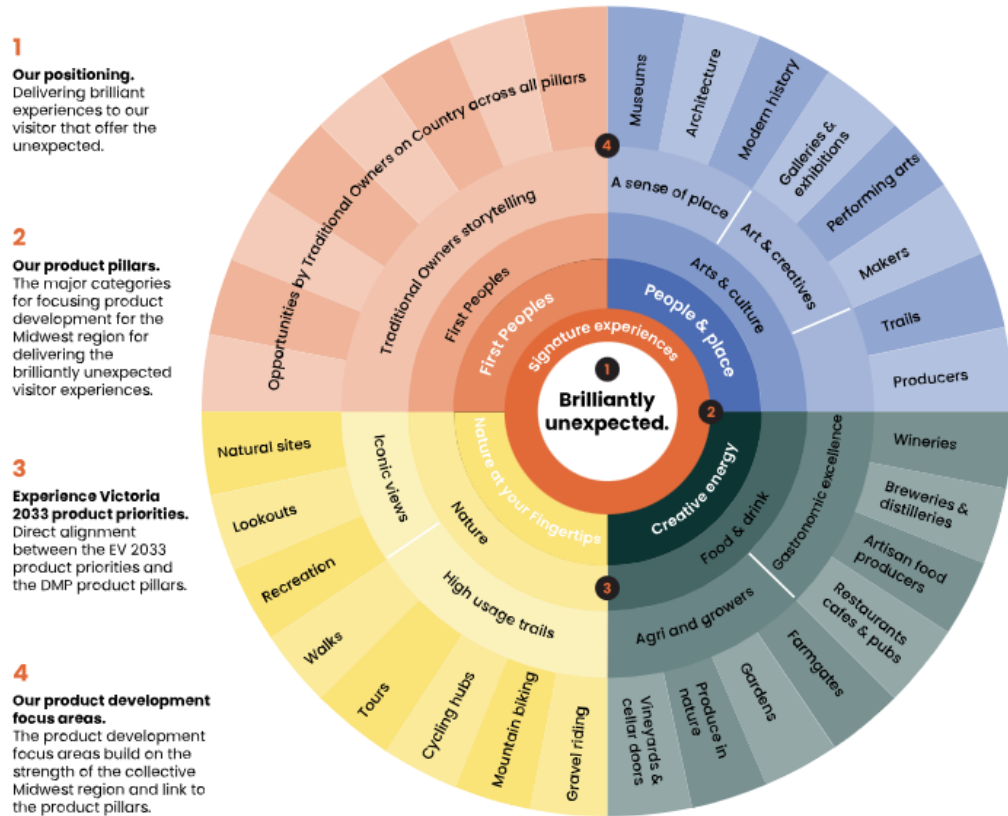 1
Our positioning.
Delivering brilliant
experiences to our
visitor that offer the
unexpected.
2
Our product pillars.
The major categories
for focusing product
development for the
Midwest region for
delivering the
brilliantly unexpected
visitor experiences.
3
Experience Victoria
2033 product priorities.
Direct alignment
between the EV 2033
product priorities and
the DMP product pillars.
4
Our product development
focus areas.
The product development
focus areas build on the
strength of the collective
Midwest region and link to
the product pillars.
1
Brilliantly
unexpected.
Signature experiences
2
First Peoples
People & place
Creative energy
Nature at your Fingertips
3
First Peoples
Arts & culture
Food & drink
Nature
4
Traditional Owners storytelling
A sense of place
Art & creatives
Gastronomic excellence
Agri and growers
High usage trails
Iconic views
Opportunities by Traditional Owners on Country across all pillars
Museums
Architecture
Modern history
Galleries &
exhibitions
Performing arts
Makers
Trails
Producers
Wineries
Breweries &
distilleries
Artisan food
producers
Restaurants
cafes & pubs
Farmgates
Gardens
Produce in
nature
Vineyards &
cellar doors
Gravel riding
Mountain biking
Cycling hubs
Tours
Walks
Recreation
Lookouts
Natural sites